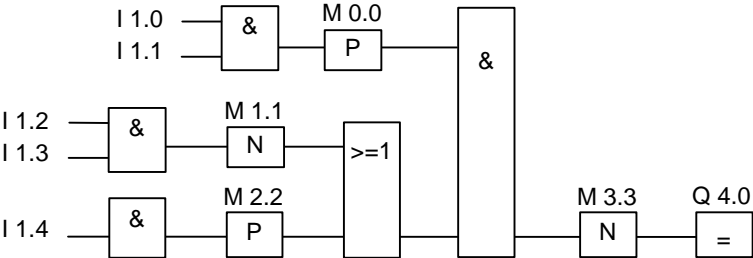 I 1.0
&
M 0.0
I 1.1
P
&
I 1.2
&
M 1.1
I 1.3
N
>=1
I 1.4
&
M 2.2
P
M 3.3
N
Q 4.0
=